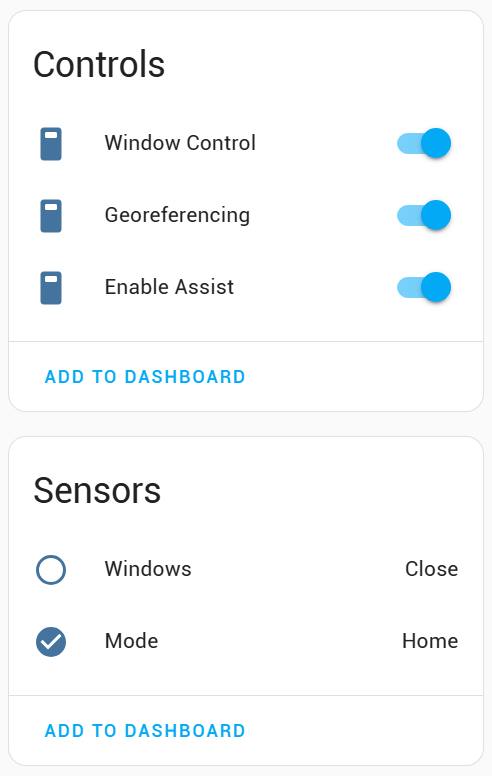 Controls
Window Control
Georeferencing
Enable Assist
ADD TO DASHBOARD
Sensors
Windows Close
Mode Home
ADD TO DASHBOARD